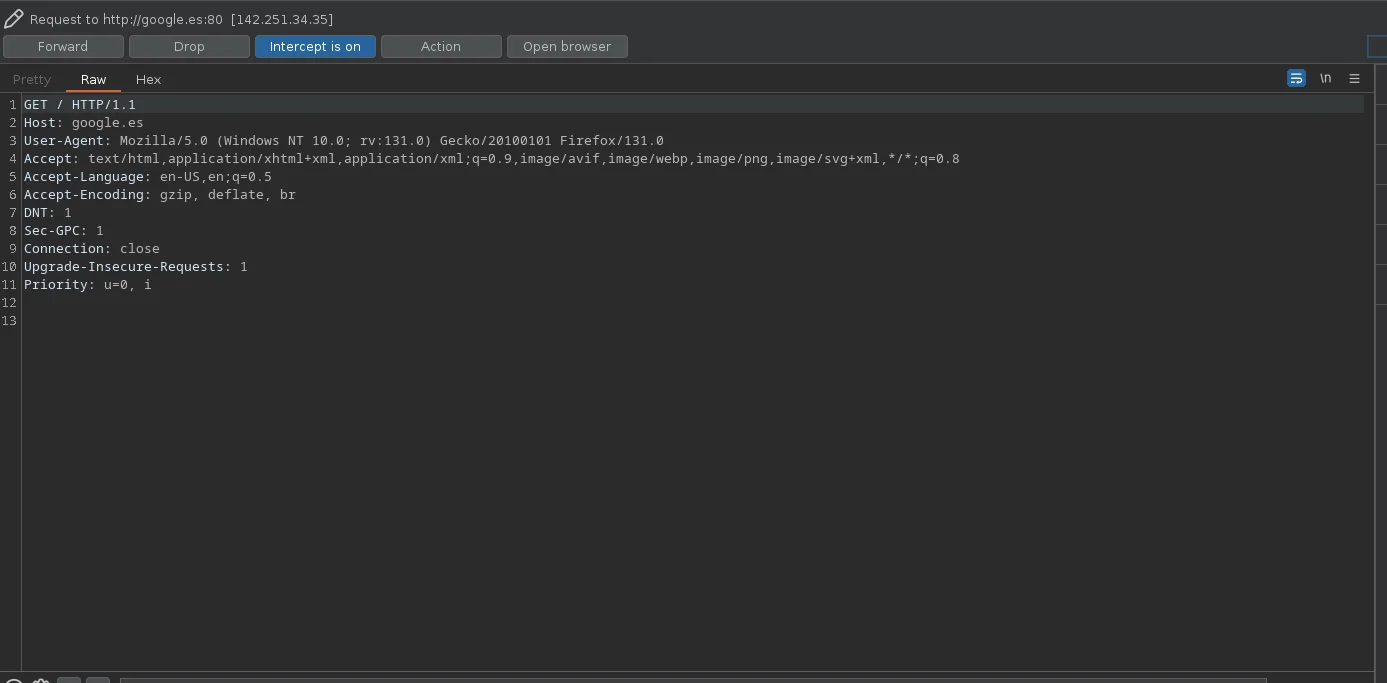 Request to http://google.es:80 [142.251.34.35]
Forward Drop Intercept is on Action Open browser
Pretty Raw Hex \n
1 GET / HTTP/1.1
2 Host: google.es
3 User-Agent: Mozilla/5.0 (Windows NT 10.0; rv:131.0) Gecko/20100101 Firefox/131.0
4 Accept: text/html,application/xhtml+xml,application/xml;q=0.9,image/avif,image/webp,image/png,image/svg+xml,*/*;q=0.8
5 Accept-Language: en-US,en;q=0.5
6 Accept-Encoding: gzip, deflate, br
7 DNT: 1
8 Sec-GPC: 1
9 Connection: close
10 Upgrade-Insecure-Requests: 1
11 Priority: u=0, i
12
13